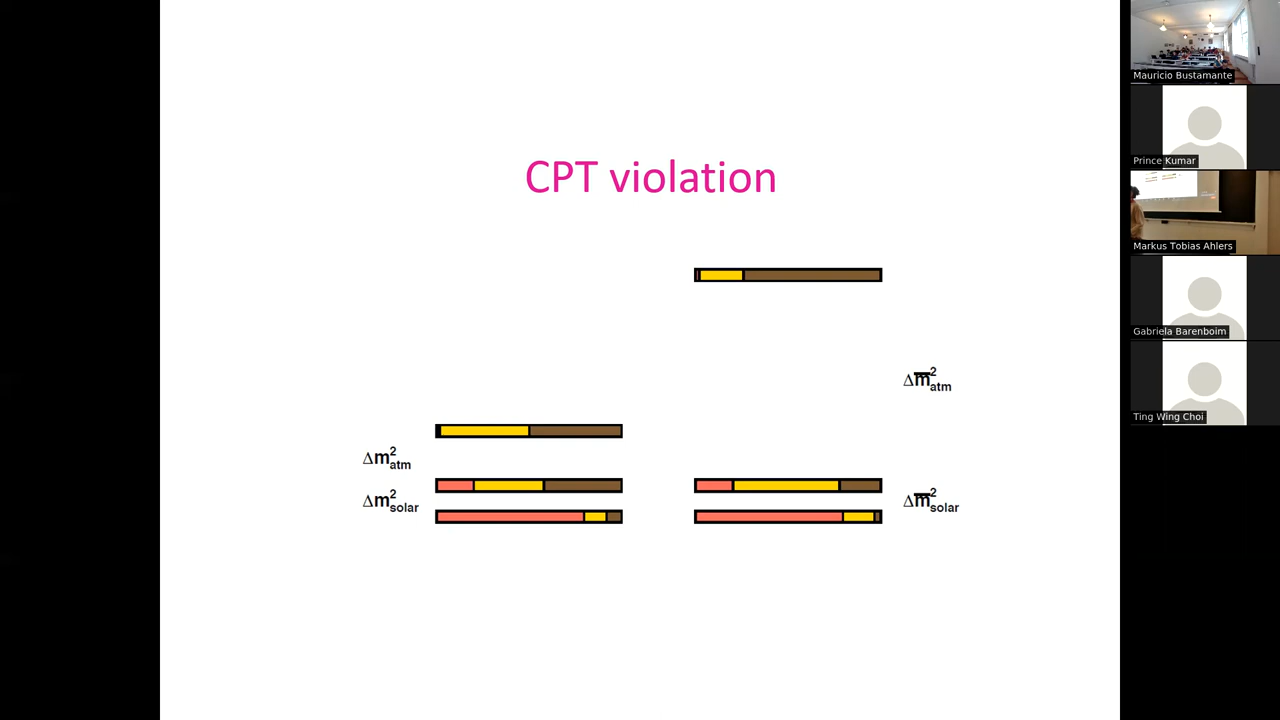 CPT violation
Δm̅²atm
Δm²atm
Δm²solar
Δm̅²solar
Mauricio Bustamante
Prince Kumar
Markus Tobias Ahlers
Gabriela Barenboim
Ting Wing Choi